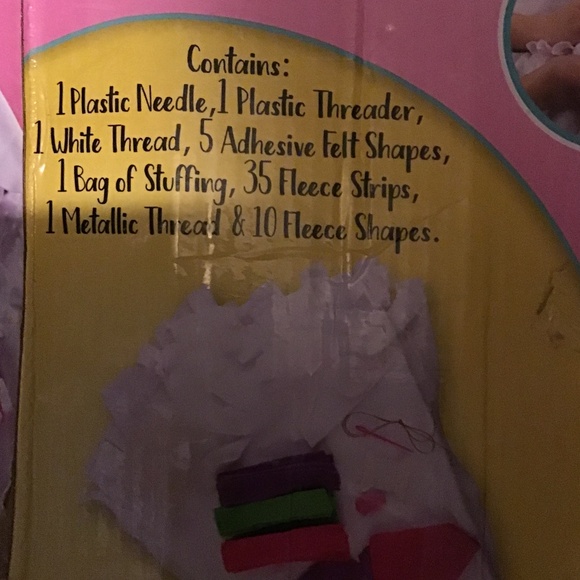 Contains:
1 Plastic Needle, 1 Plastic Threader,
1 White Thread, 5 Adhesive Felt Shapes,
1 Bag of Stuffing, 35 Fleece Strips,
1 Metallic Thread & 10 Fleece Shapes.